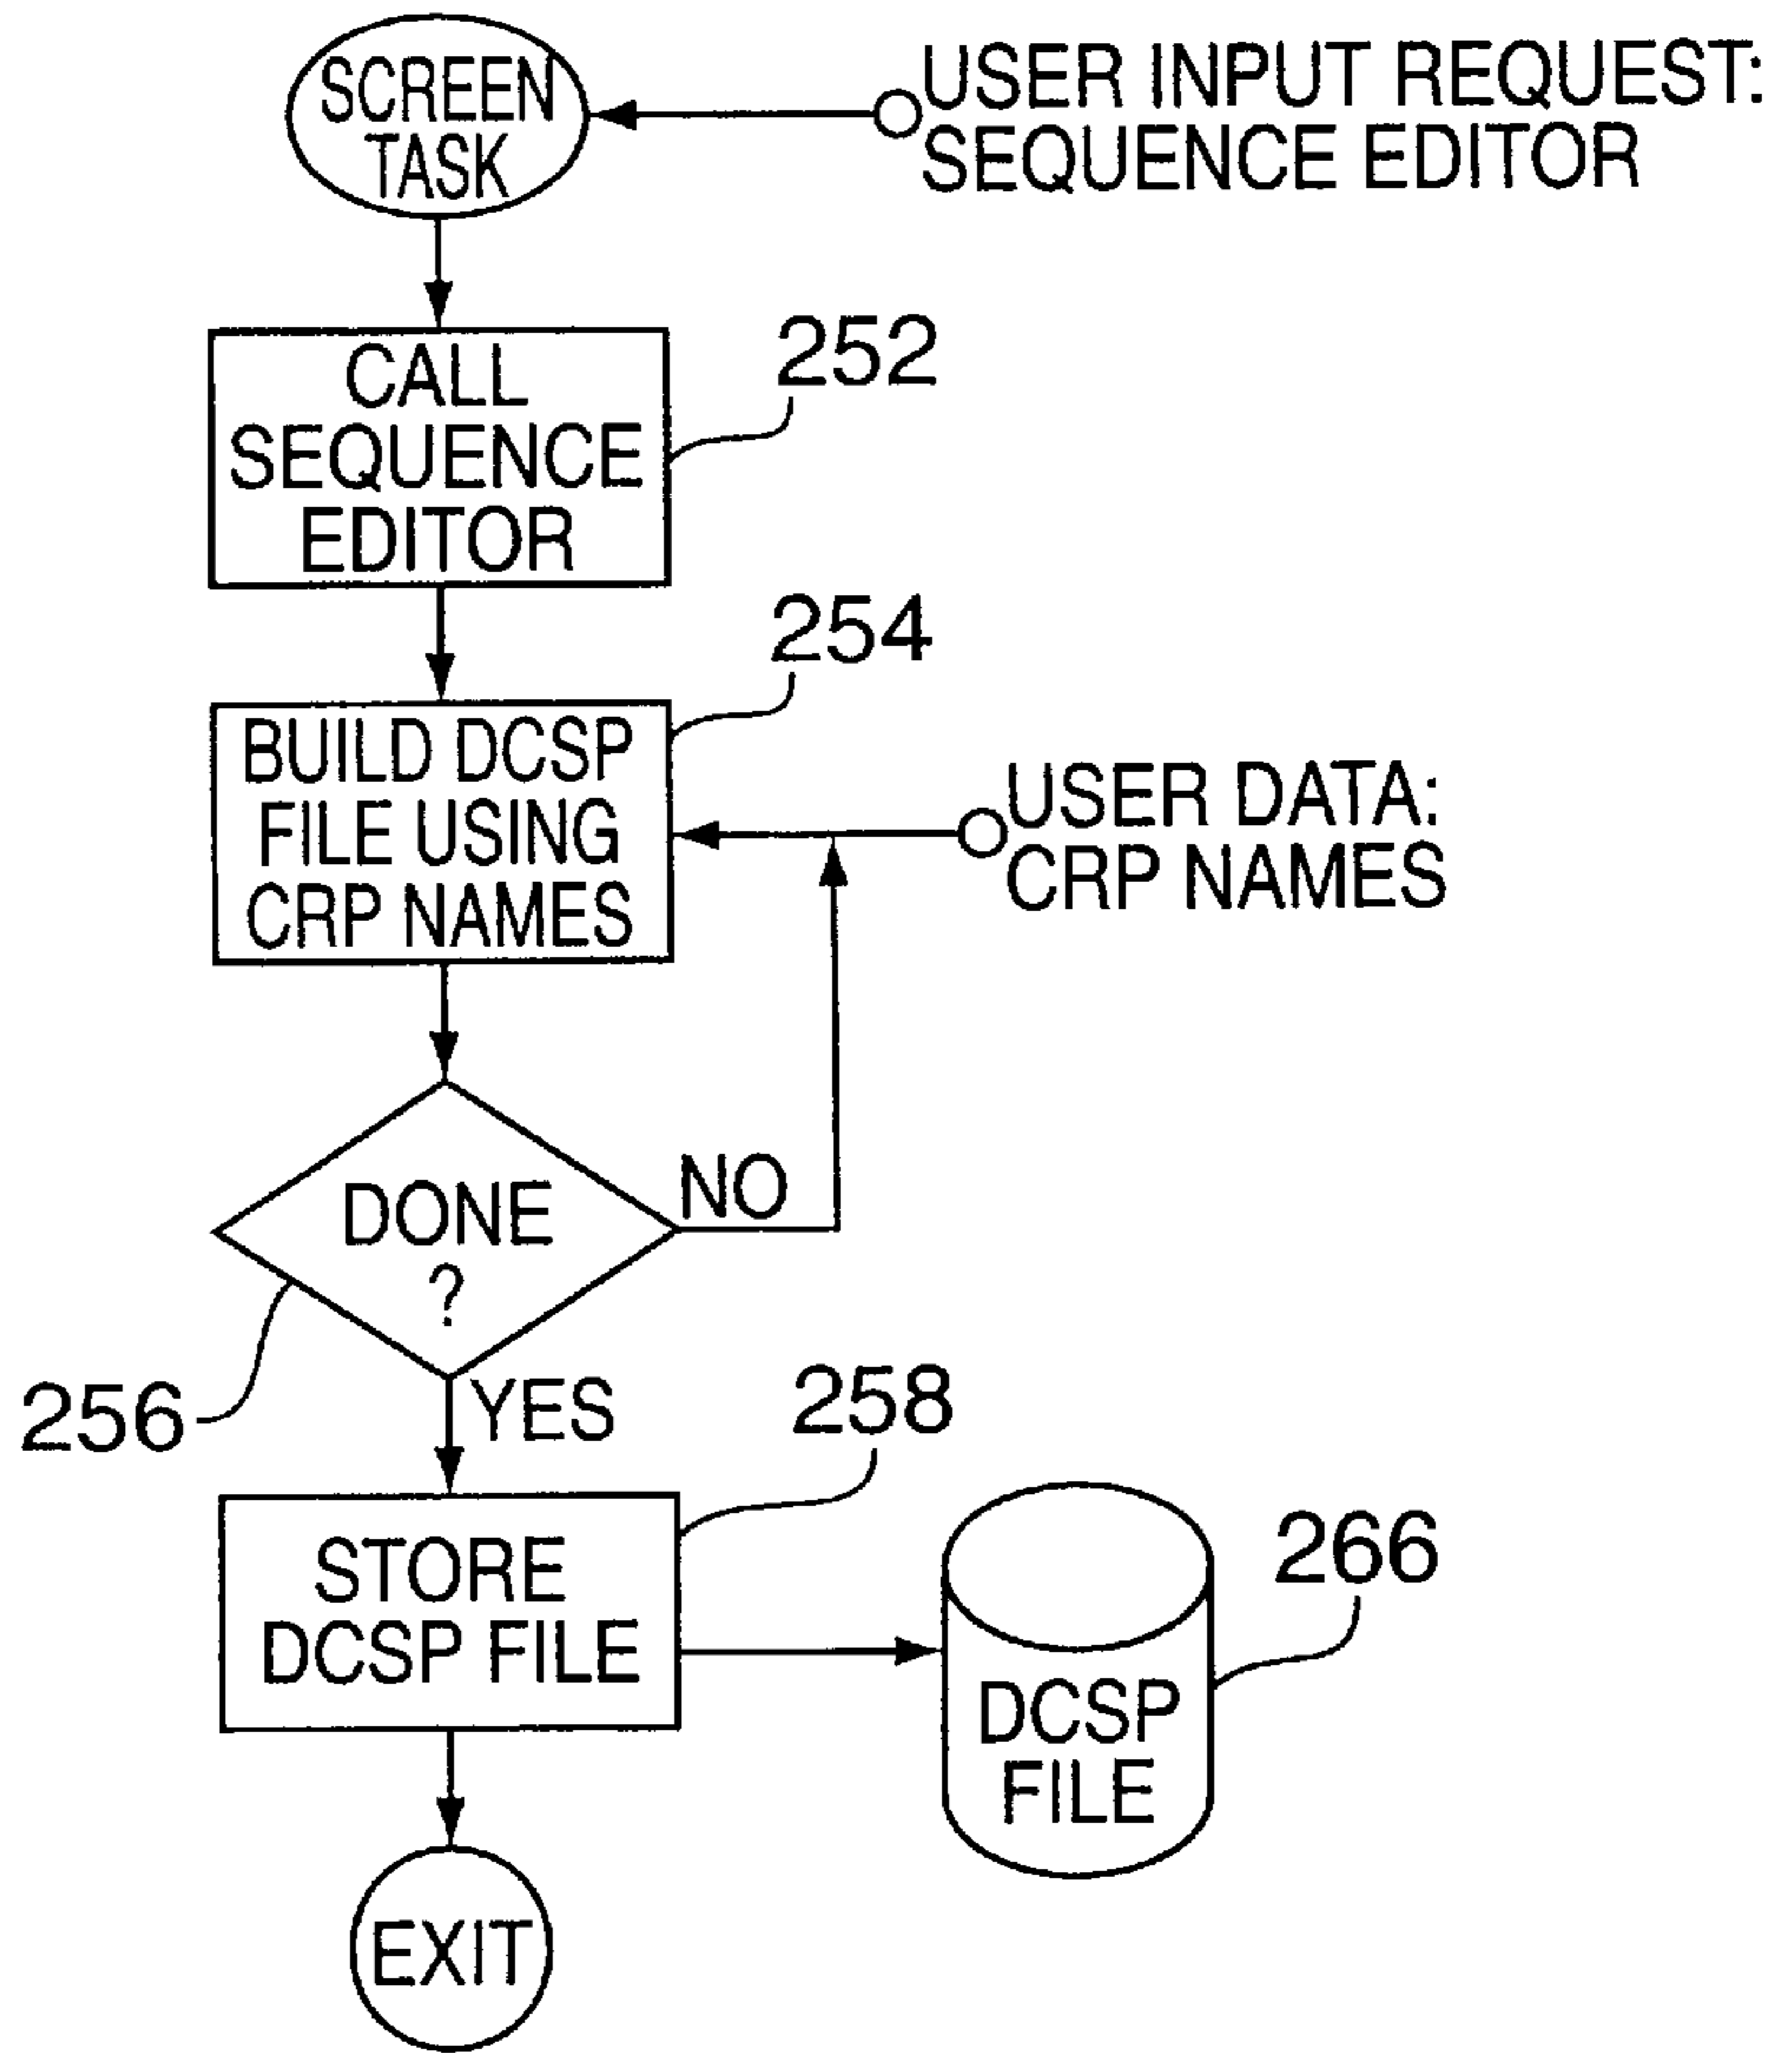 SCREEN
TASK
USER INPUT REQUEST:
SEQUENCE EDITOR
CALL
SEQUENCE
EDITOR
252
254
BUILD DCSP
FILE USING
CRP NAMES
USER DATA:
CRP NAMES
DONE
?
NO
256
YES
258
STORE
DCSP FILE
266
DCSP
FILE
EXIT